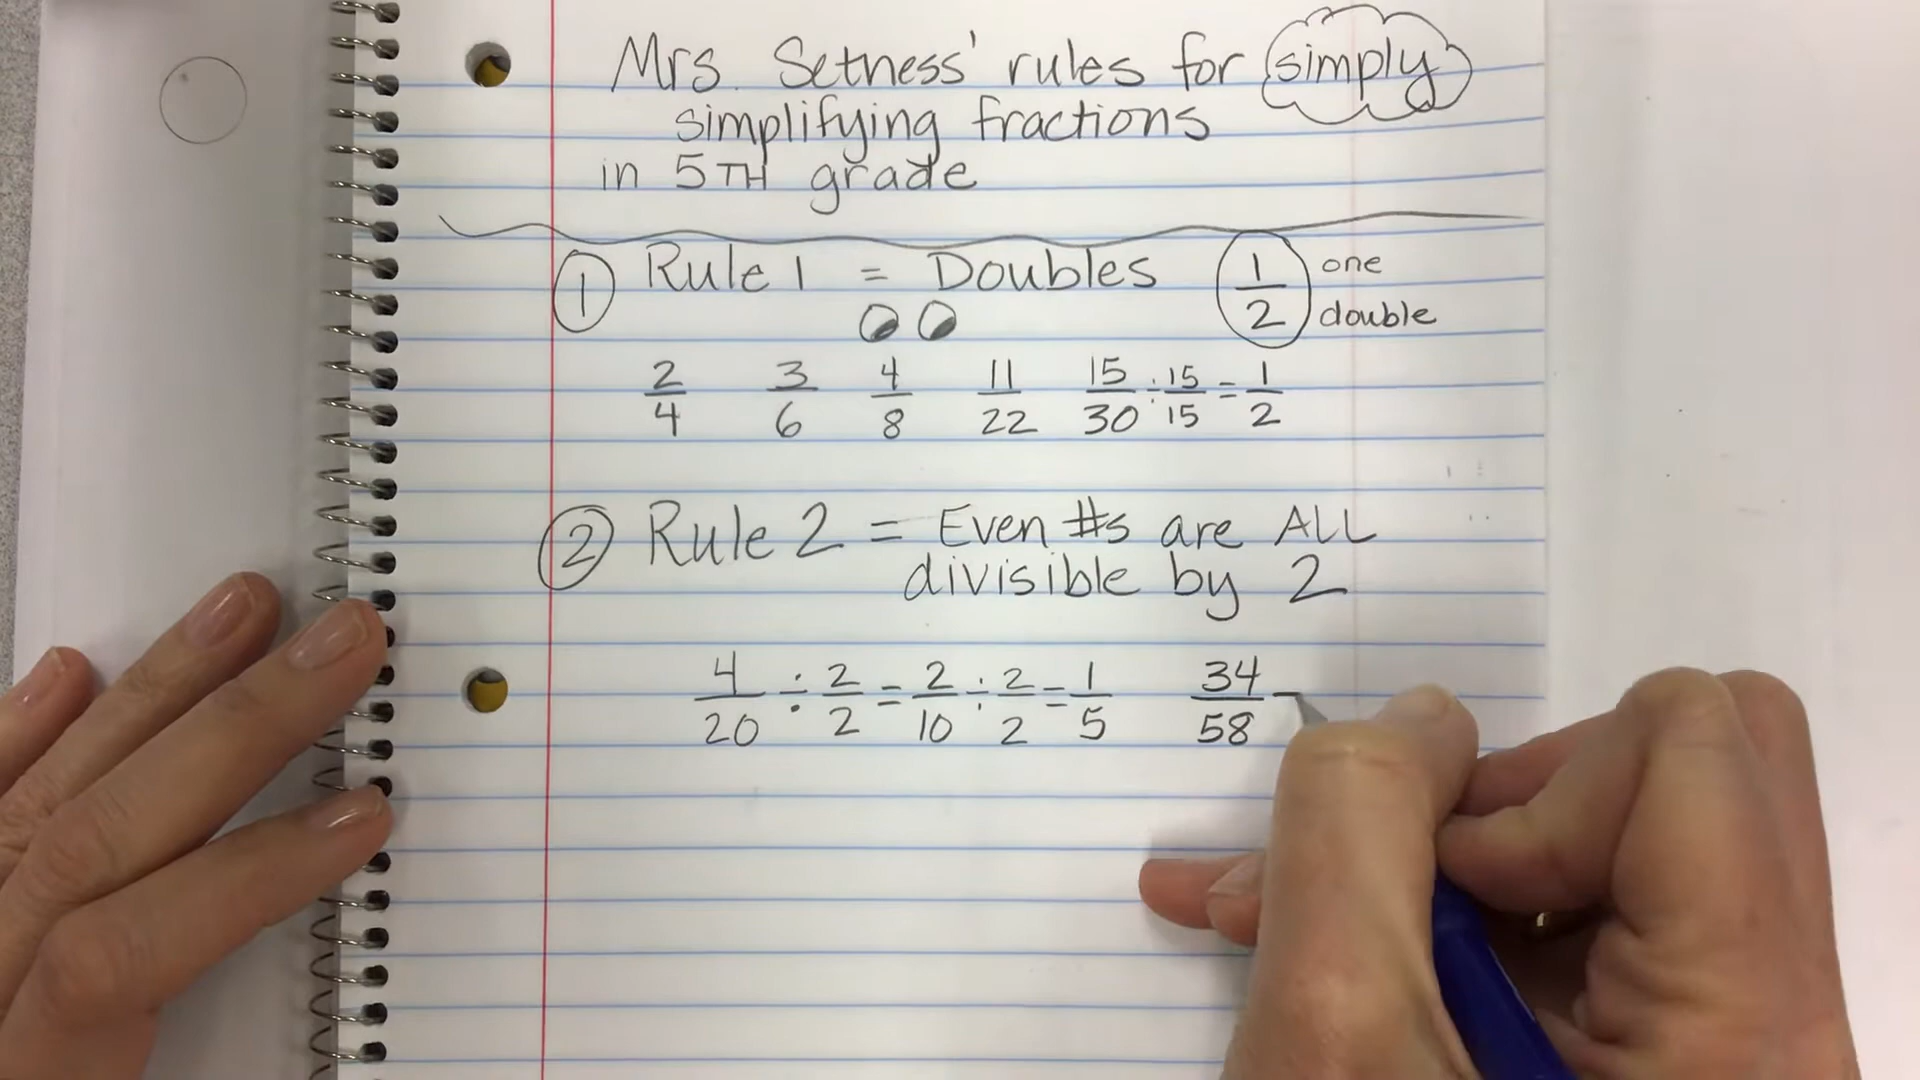 Mrs. Setness' rules for simply
simplifying fractions
in 5TH grade
1 Rule 1 = Doubles 1/2 one double
2/4 3/6 4/8 11/22 15/30 ÷ 15/15 = 1/2
2 Rule 2 = Even #s are ALL
divisible by 2
4/20 ÷ 2/2 = 2/10 ÷ 2/2 = 1/5 34/58